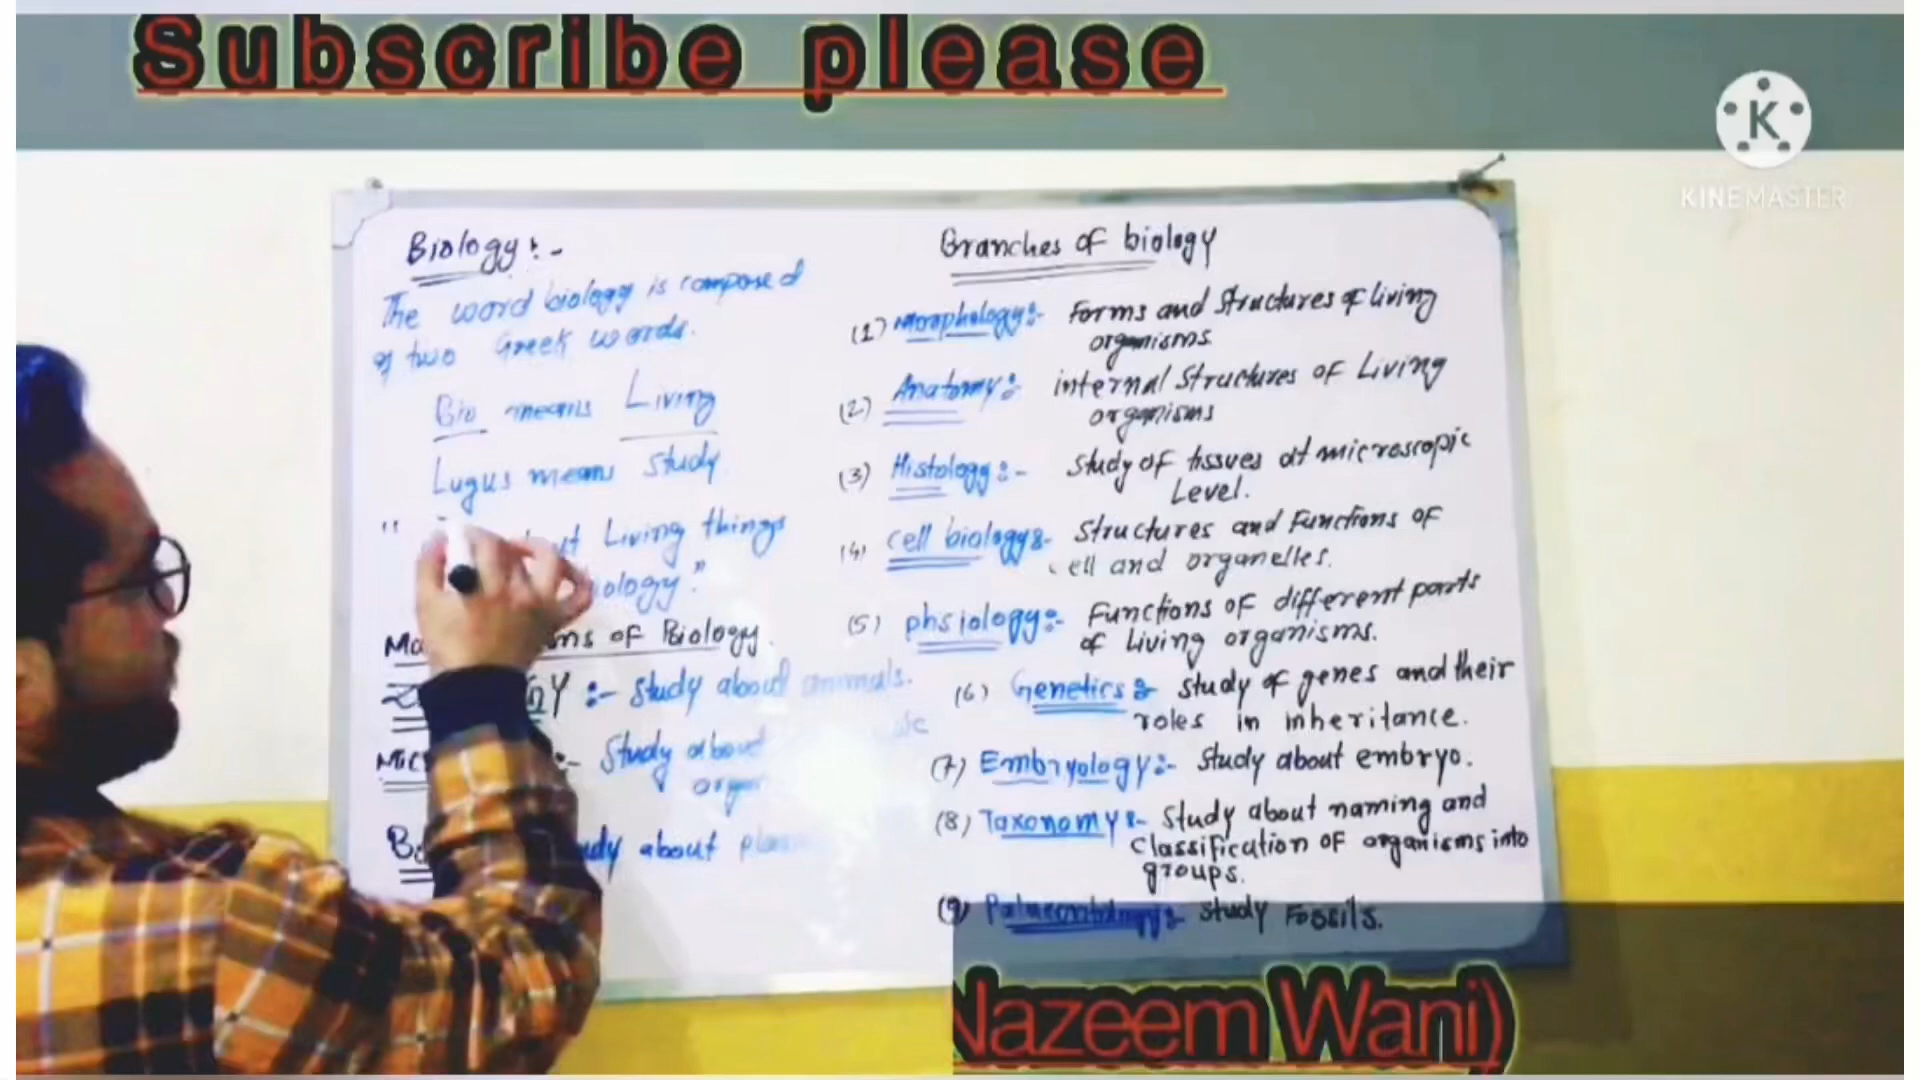 Subscribe please
K
KINEMASTER
Biology:-
The word biology is composed
of two Greek words.
Bio means Living
Lugus means Study
" Living things
ology."
of Biology.
Y :- Study about animals.
:- Study about
organ
study about
Branches of biology
(1) Morphology:- Forms and structures of living
organisms.
(2) Anatomy:- internal structures of Living
organisms
(3) Histology:- Study of tissues at microscopic
Level.
(4) cell biology:- Structures and Functions of
cell and organelles.
(5) phsiology:- Functions of different parts
of Living organisms.
(6) Genetics:- study of genes and their
roles in inheritance.
(7) Embryology:- Study about embryo.
(8) Taxonomy:- Study about naming and
classification of organisms into
groups.
(9) Palaeontology:- Study Fossils.
Nazeem Wani)